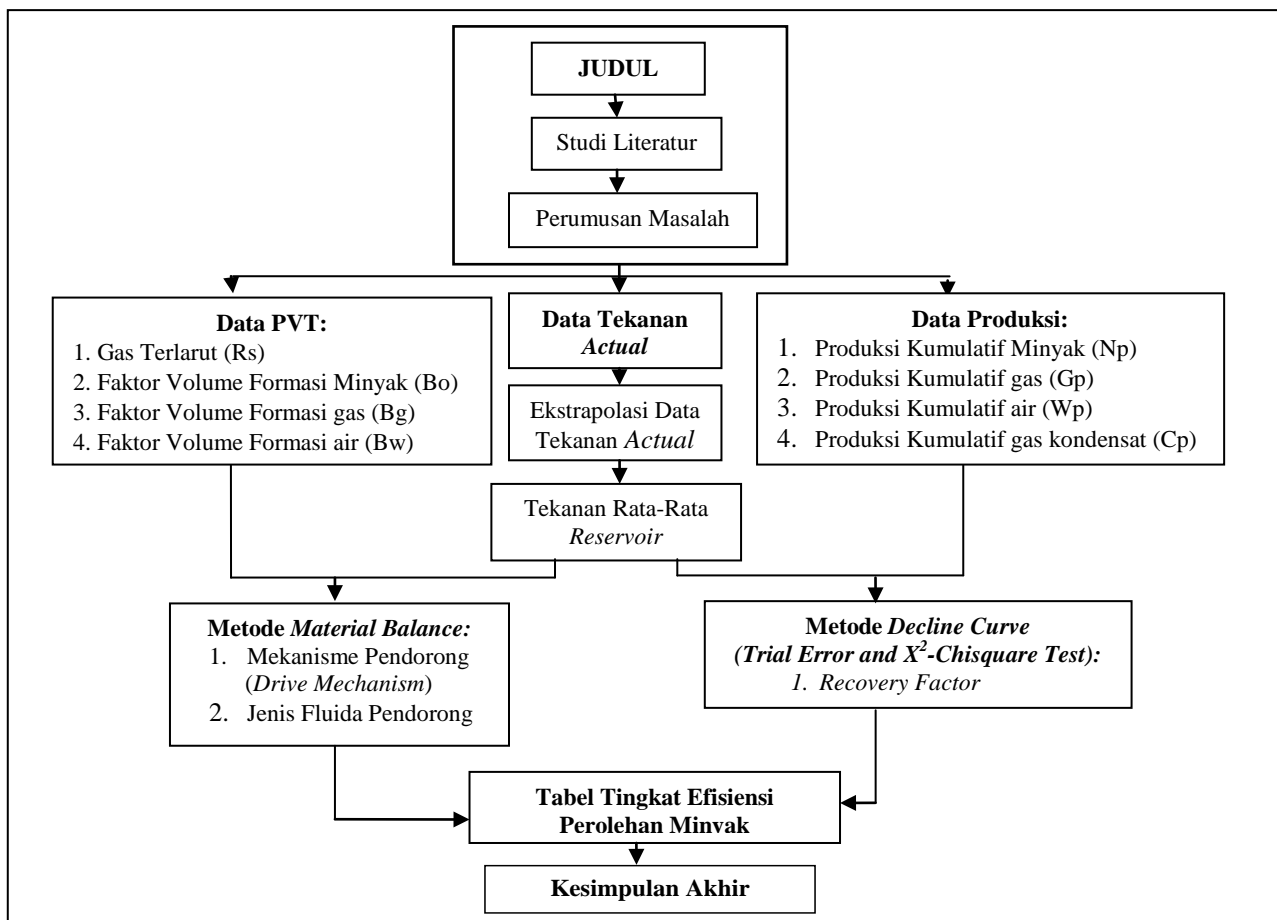 JUDUL
Studi Literatur
Perumusan Masalah
Data PVT:
1. Gas Terlarut (Rs)
2. Faktor Volume Formasi Minyak (Bo)
3. Faktor Volume Formasi gas (Bg)
4. Faktor Volume Formasi air (Bw)
Data Tekanan
Actual
Ekstrapolasi Data
Tekanan Actual
Tekanan Rata-Rata
Reservoir
Data Produksi:
1. Produksi Kumulatif Minyak (Np)
2. Produksi Kumulatif gas (Gp)
3. Produksi Kumulatif air (Wp)
4. Produksi Kumulatif gas kondensat (Cp)
Metode Material Balance:
1. Mekanisme Pendorong
(Drive Mechanism)
2. Jenis Fluida Pendorong
Metode Decline Curve
(Trial Error and X²-Chisquare Test):
1. Recovery Factor
Tabel Tingkat Efisiensi
Perolehan Minyak
Kesimpulan Akhir